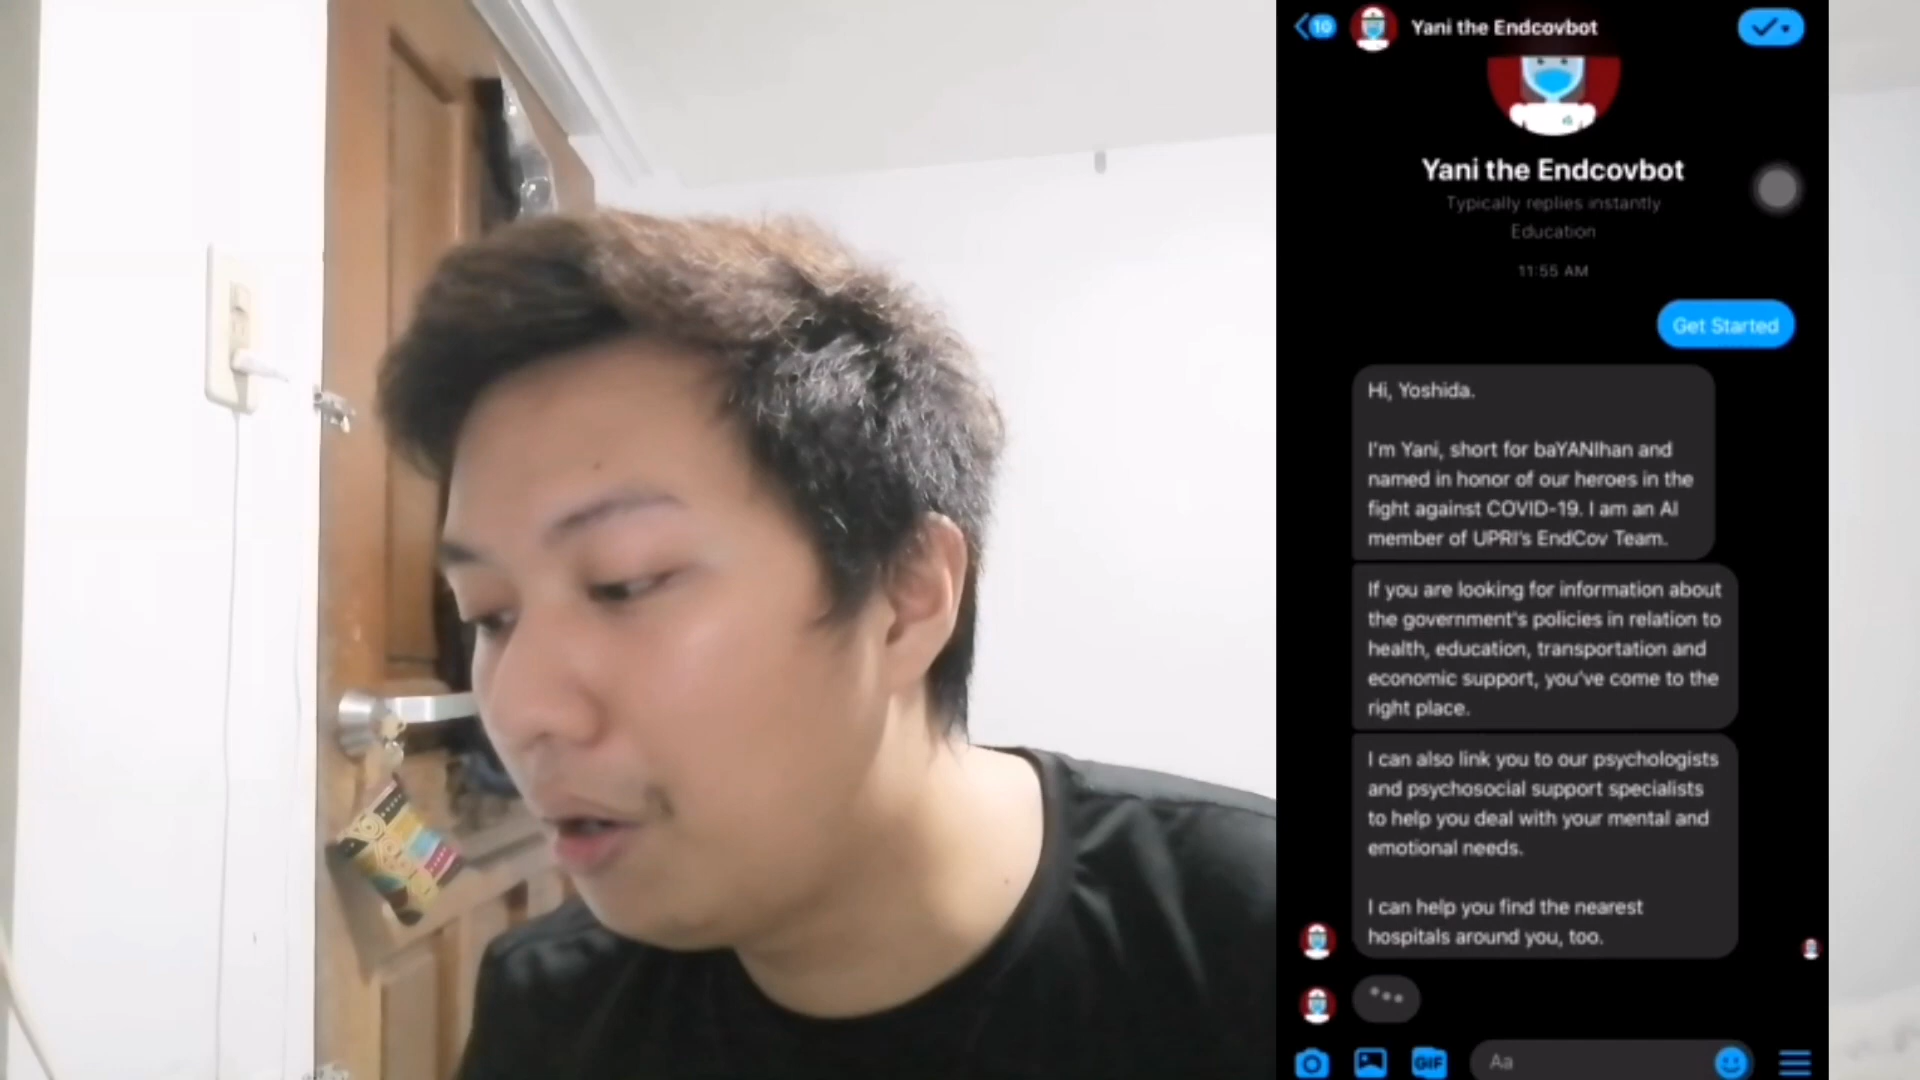 10
Yani the Endcovbot
Yani the Endcovbot
Typically replies instantly
Education
11:55 AM
Get Started
Hi, Yoshida.
I'm Yani, short for baYANIhan and
named in honor of our heroes in the
fight against COVID-19. I am an AI
member of UPRI's EndCov Team.
If you are looking for information about
the government's policies in relation to
health, education, transportation and
economic support, you've come to the
right place.
I can also link you to our psychologists
and psychosocial support specialists
to help you deal with your mental and
emotional needs.
I can help you find the nearest
hospitals around you, too.
GIF
Aa